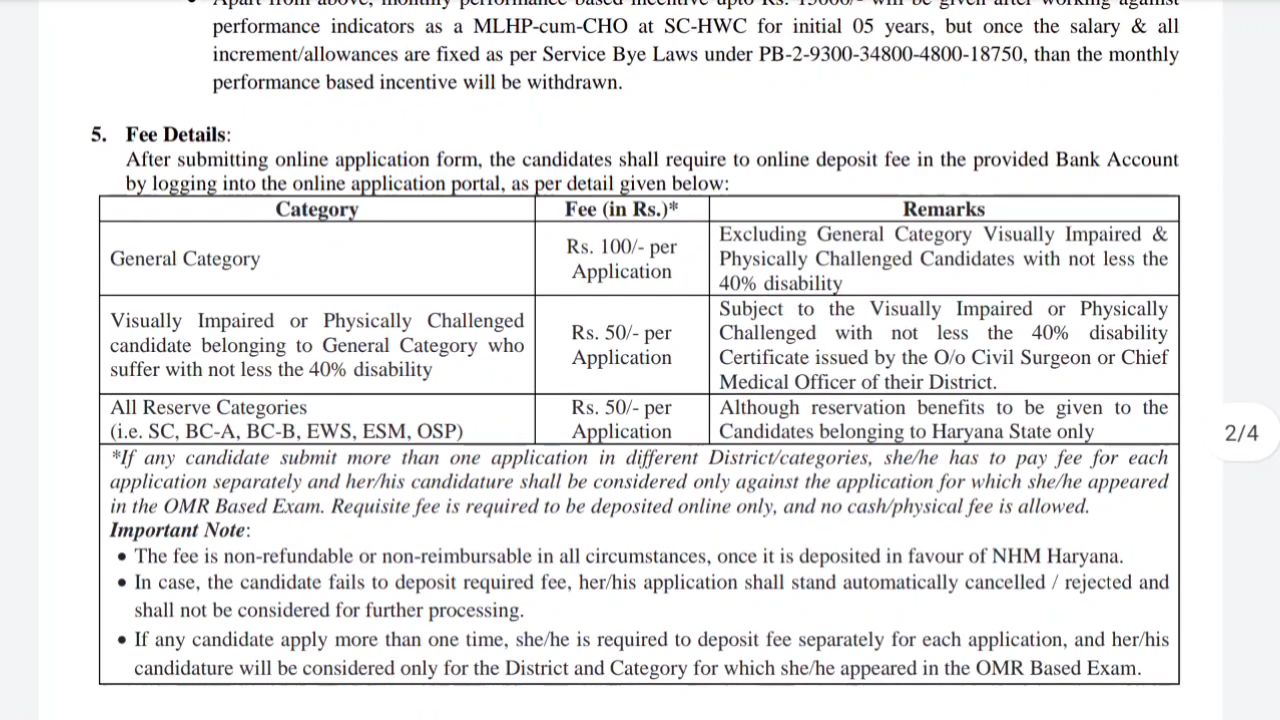 Apart from above, monthly performance based incentive upto Rs. 15000/- will be given after working against
performance indicators as a MLHP-cum-CHO at SC-HWC for initial 05 years, but once the salary & all
increment/allowances are fixed as per Service Bye Laws under PB-2-9300-34800-4800-18750, than the monthly
performance based incentive will be withdrawn.
5. Fee Details:
After submitting online application form, the candidates shall require to online deposit fee in the provided Bank Account
by logging into the online application portal, as per detail given below:
Category Fee (in Rs.)* Remarks
General Category
Rs. 100/- per
Application
Excluding General Category Visually Impaired &
Physically Challenged Candidates with not less the
40% disability
Visually Impaired or Physically Challenged
candidate belonging to General Category who
suffer with not less the 40% disability
Rs. 50/- per
Application
Subject to the Visually Impaired or Physically
Challenged with not less the 40% disability
Certificate issued by the O/o Civil Surgeon or Chief
Medical Officer of their District.
All Reserve Categories
(i.e. SC, BC-A, BC-B, EWS, ESM, OSP)
Rs. 50/- per
Application
Although reservation benefits to be given to the
Candidates belonging to Haryana State only
2/4
*If any candidate submit more than one application in different District/categories, she/he has to pay fee for each
application separately and her/his candidature shall be considered only against the application for which she/he appeared
in the OMR Based Exam. Requisite fee is required to be deposited online only, and no cash/physical fee is allowed.
Important Note:
• The fee is non-refundable or non-reimbursable in all circumstances, once it is deposited in favour of NHM Haryana.
• In case, the candidate fails to deposit required fee, her/his application shall stand automatically cancelled / rejected and
shall not be considered for further processing.
• If any candidate apply more than one time, she/he is required to deposit fee separately for each application, and her/his
candidature will be considered only for the District and Category for which she/he appeared in the OMR Based Exam.